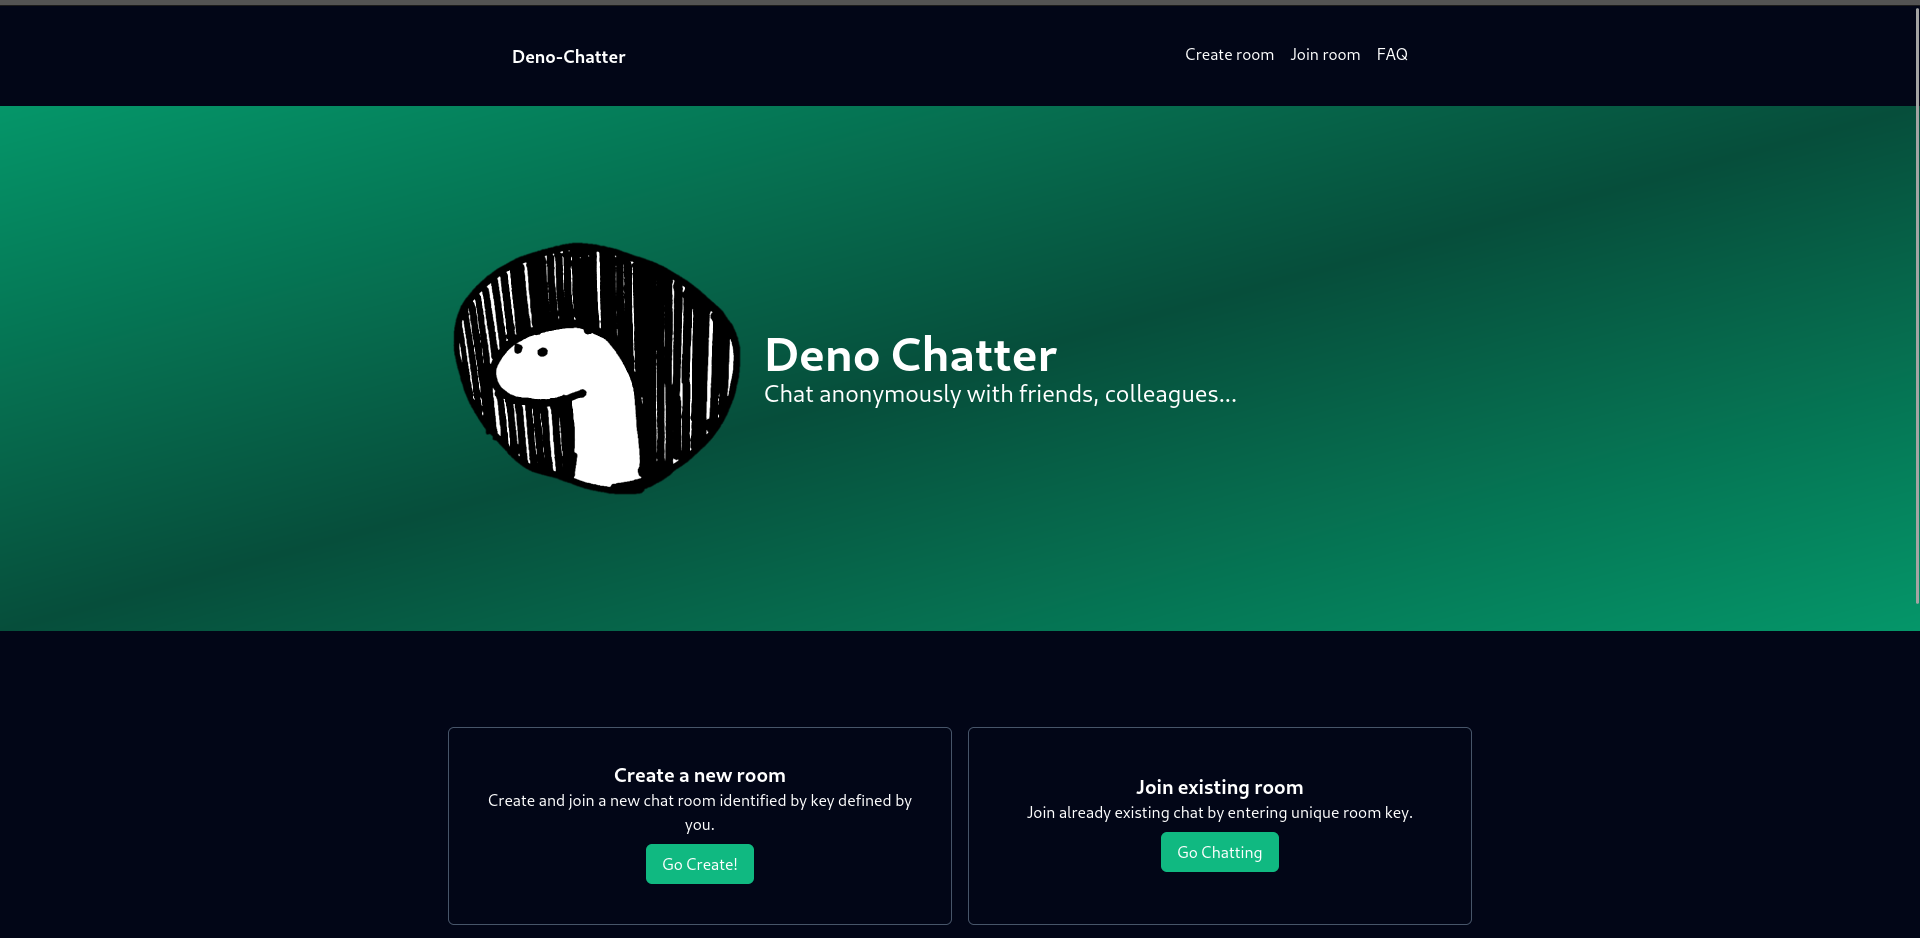 Deno-Chatter
Create room Join room FAQ
Deno Chatter
Chat anonymously with friends, colleagues...
Create a new room
Create and join a new chat room identified by key defined by
you.
Go Create!
Join existing room
Join already existing chat by entering unique room key.
Go Chatting